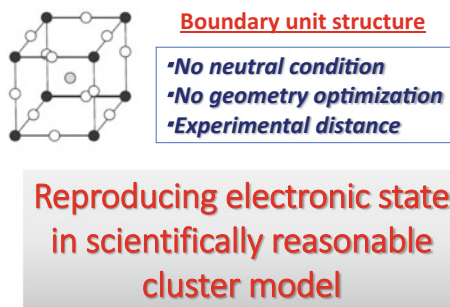 Boundary unit structure
▪No neutral condition
▪No geometry optimization
▪Experimental distance
Reproducing electronic state
in scientifically reasonable
cluster model